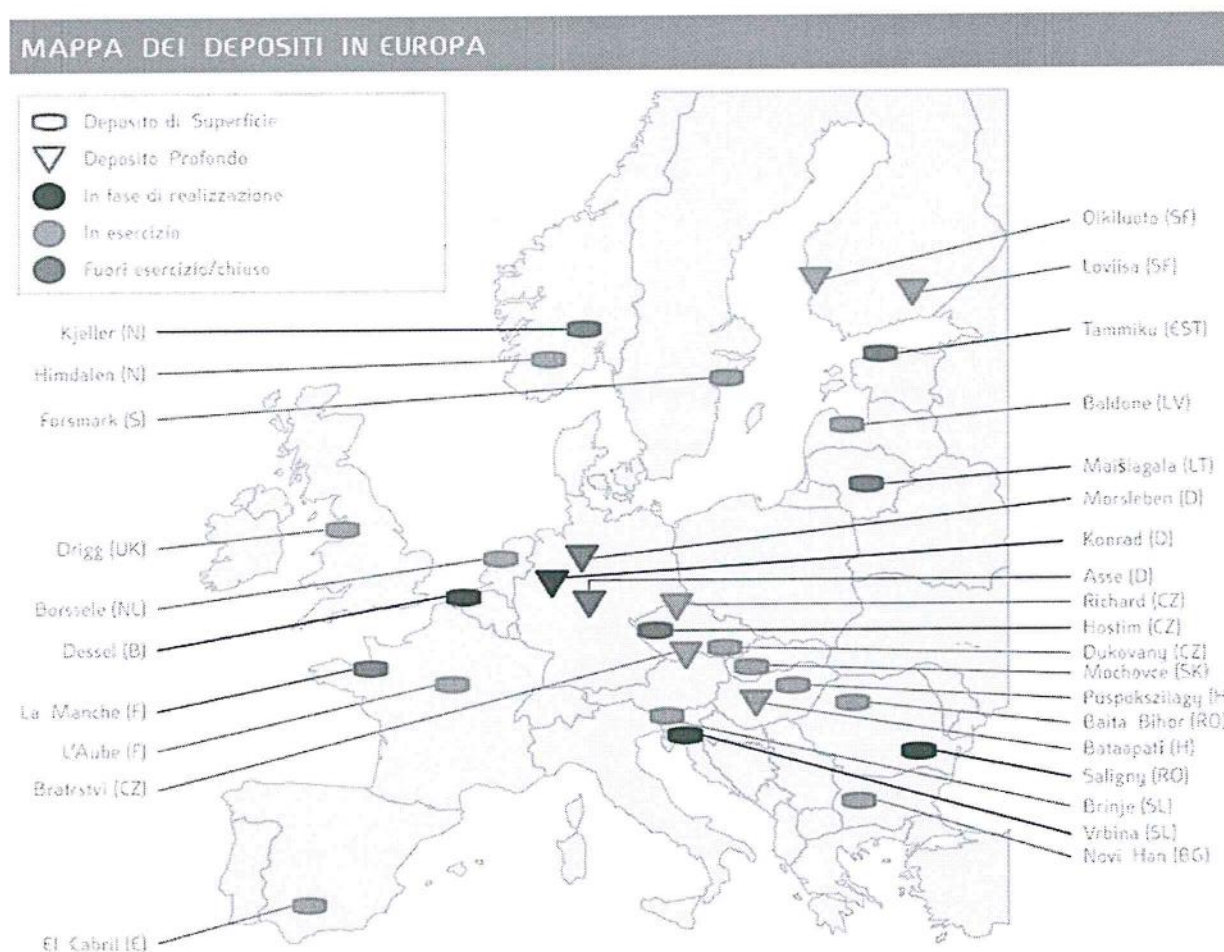 MAPPA DEI DEPOSITI IN EUROPA
Deposito di Superficie
Deposito Profondo
In fase di realizzazione
In esercizio
Fuori esercizio/chiuso
Kjeller (N)
Himdalen (N)
Forsmark (S)
Drigg (UK)
Borssele (NL)
Dessel (B)
La Manche (F)
L'Aube (F)
Bratrstvi (CZ)
El Cabril (E)
Olkiluoto (SF)
Loviisa (SF)
Tammiku (EST)
Baldone (LV)
Maišiagala (LT)
Morsleben (D)
Konrad (D)
Asse (D)
Richard (CZ)
Hostim (CZ)
Dukovany (CZ)
Mochovce (SK)
Puspokszilagy (H
Baita Bihor (RO)
Bataapati (H)
Saligny (RO)
Brinje (SL)
Vrbina (SL)
Novi Han (BG)